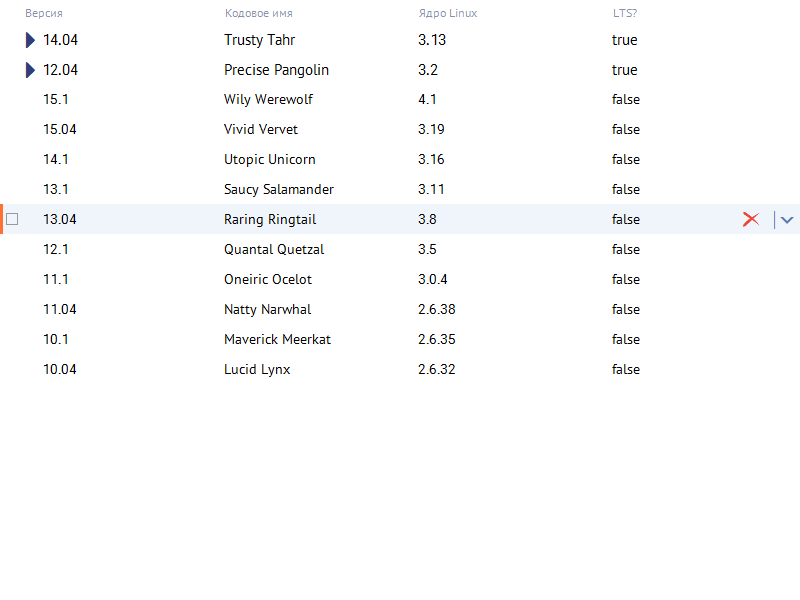 Версия Кодовое имя Ядро Linux LTS?
14.04 Trusty Tahr 3.13 true
12.04 Precise Pangolin 3.2 true
15.1 Wily Werewolf 4.1 false
15.04 Vivid Vervet 3.19 false
14.1 Utopic Unicorn 3.16 false
13.1 Saucy Salamander 3.11 false
13.04 Raring Ringtail 3.8 false
12.1 Quantal Quetzal 3.5 false
11.1 Oneiric Ocelot 3.0.4 false
11.04 Natty Narwhal 2.6.38 false
10.1 Maverick Meerkat 2.6.35 false
10.04 Lucid Lynx 2.6.32 false